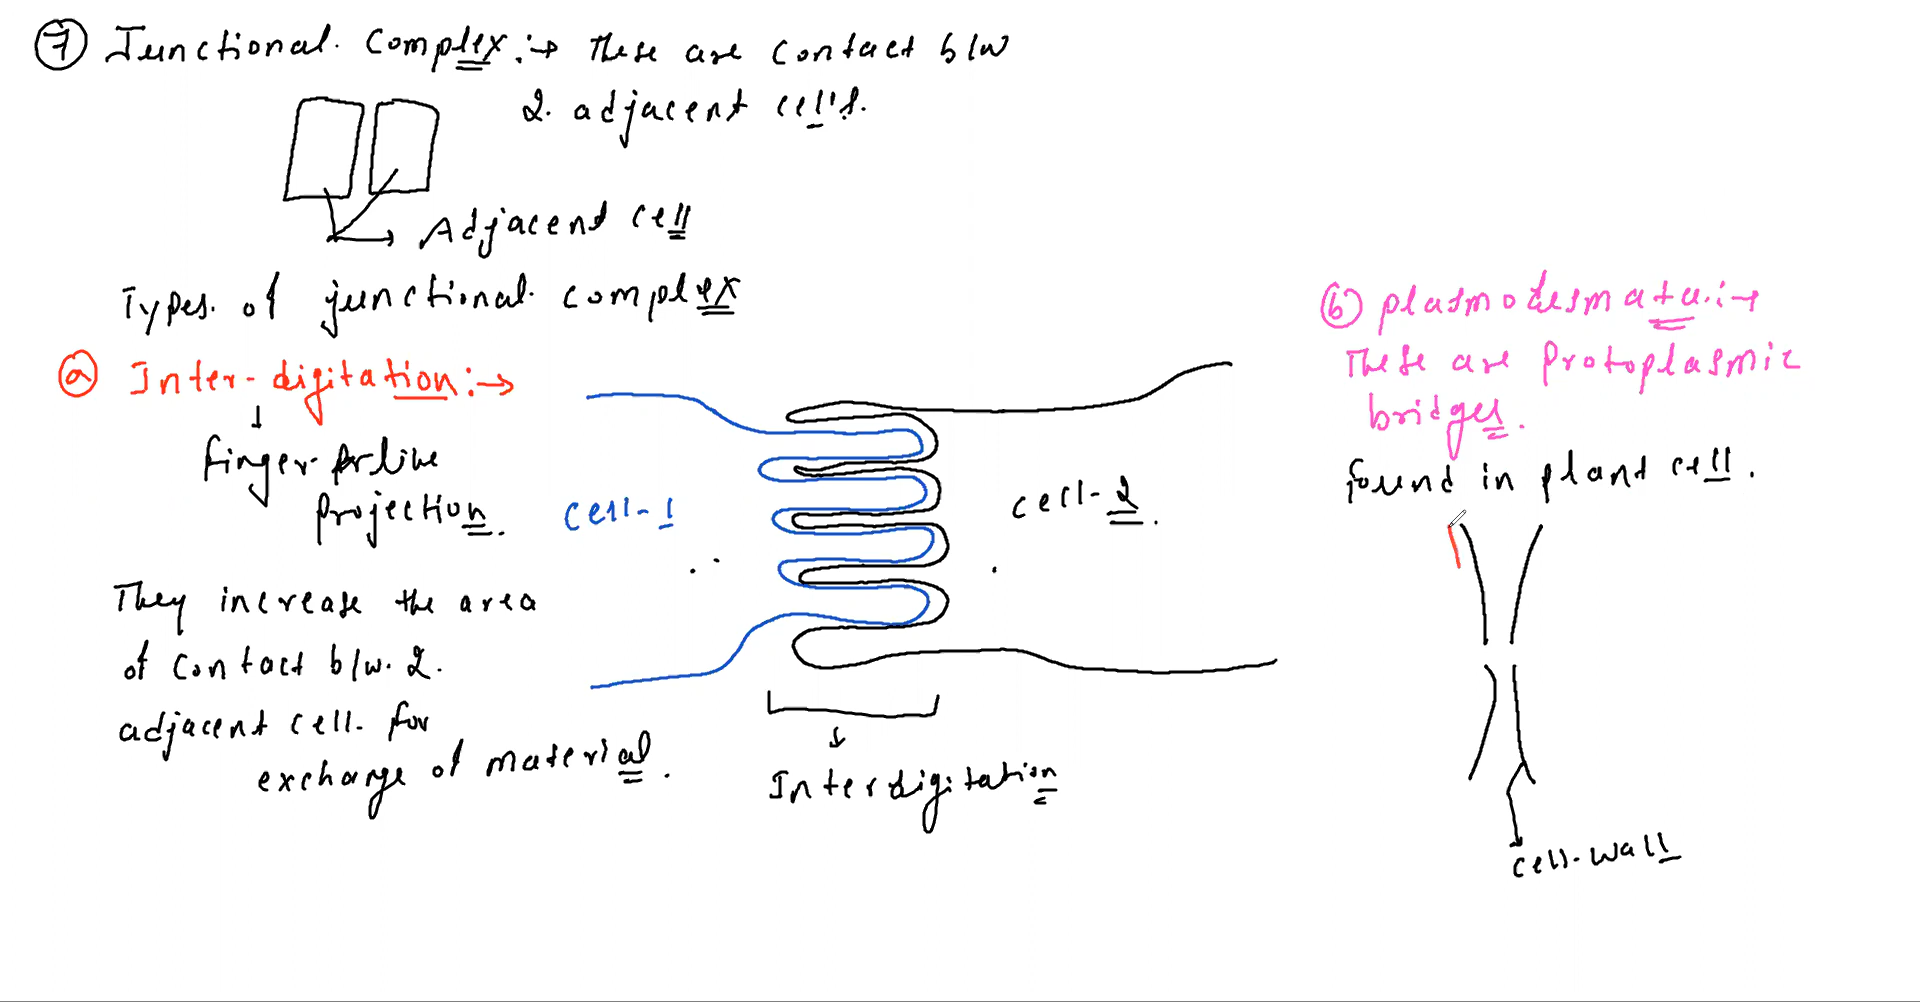 7 Junctional Complex :→ These are contact b/w
2. adjacent cells.
Adjacent cell
Types of junctional complex
a Inter-digitation :→
finger like
projection.
They increase the area
of contact b/w. 2.
adjacent cell for
exchange of material.
cell-1
cell-2.
Interdigitation
b Plasmodesmata :→
These are Protoplasmic
bridges.
found in plant cell.
cell-wall